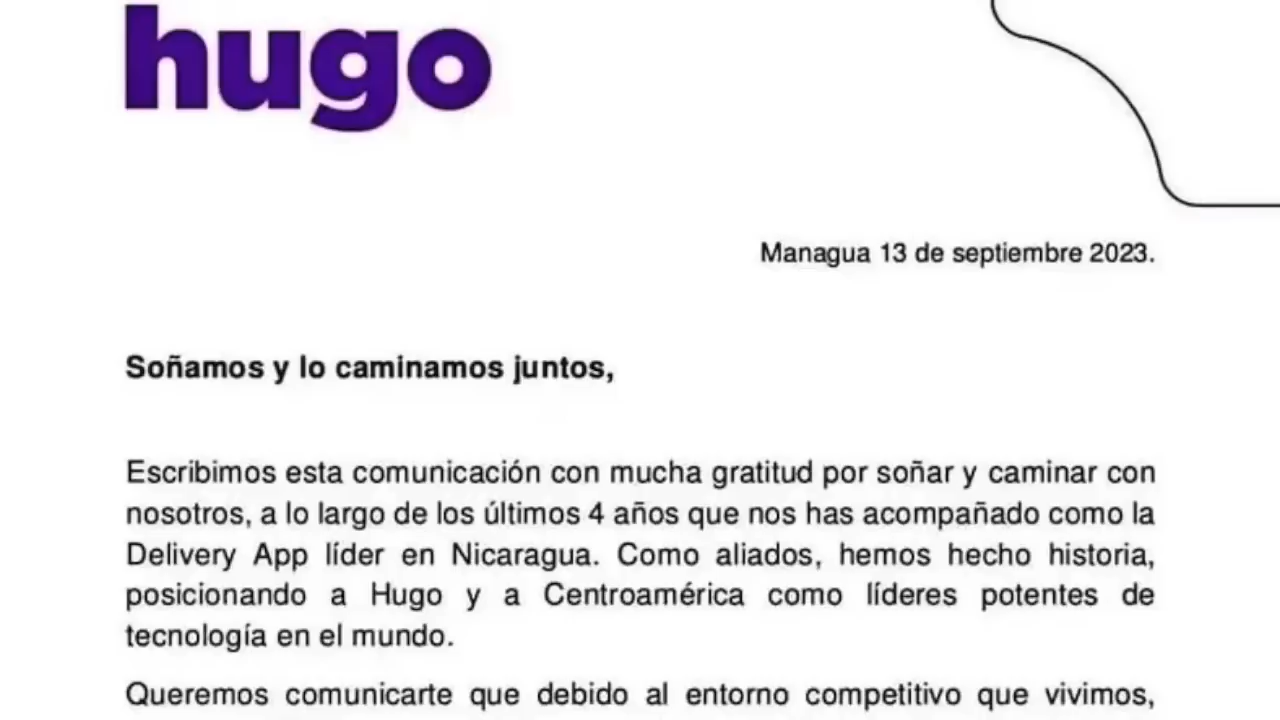 hugo
Managua 13 de septiembre 2023.
Soñamos y lo caminamos juntos,
Escribimos esta comunicación con mucha gratitud por soñar y caminar con
nosotros, a lo largo de los últimos 4 años que nos has acompañado como la
Delivery App líder en Nicaragua. Como aliados, hemos hecho historia,
posicionando a Hugo y a Centroamérica como líderes potentes de
tecnología en el mundo.
Queremos comunicarte que debido al entorno competitivo que vivimos,